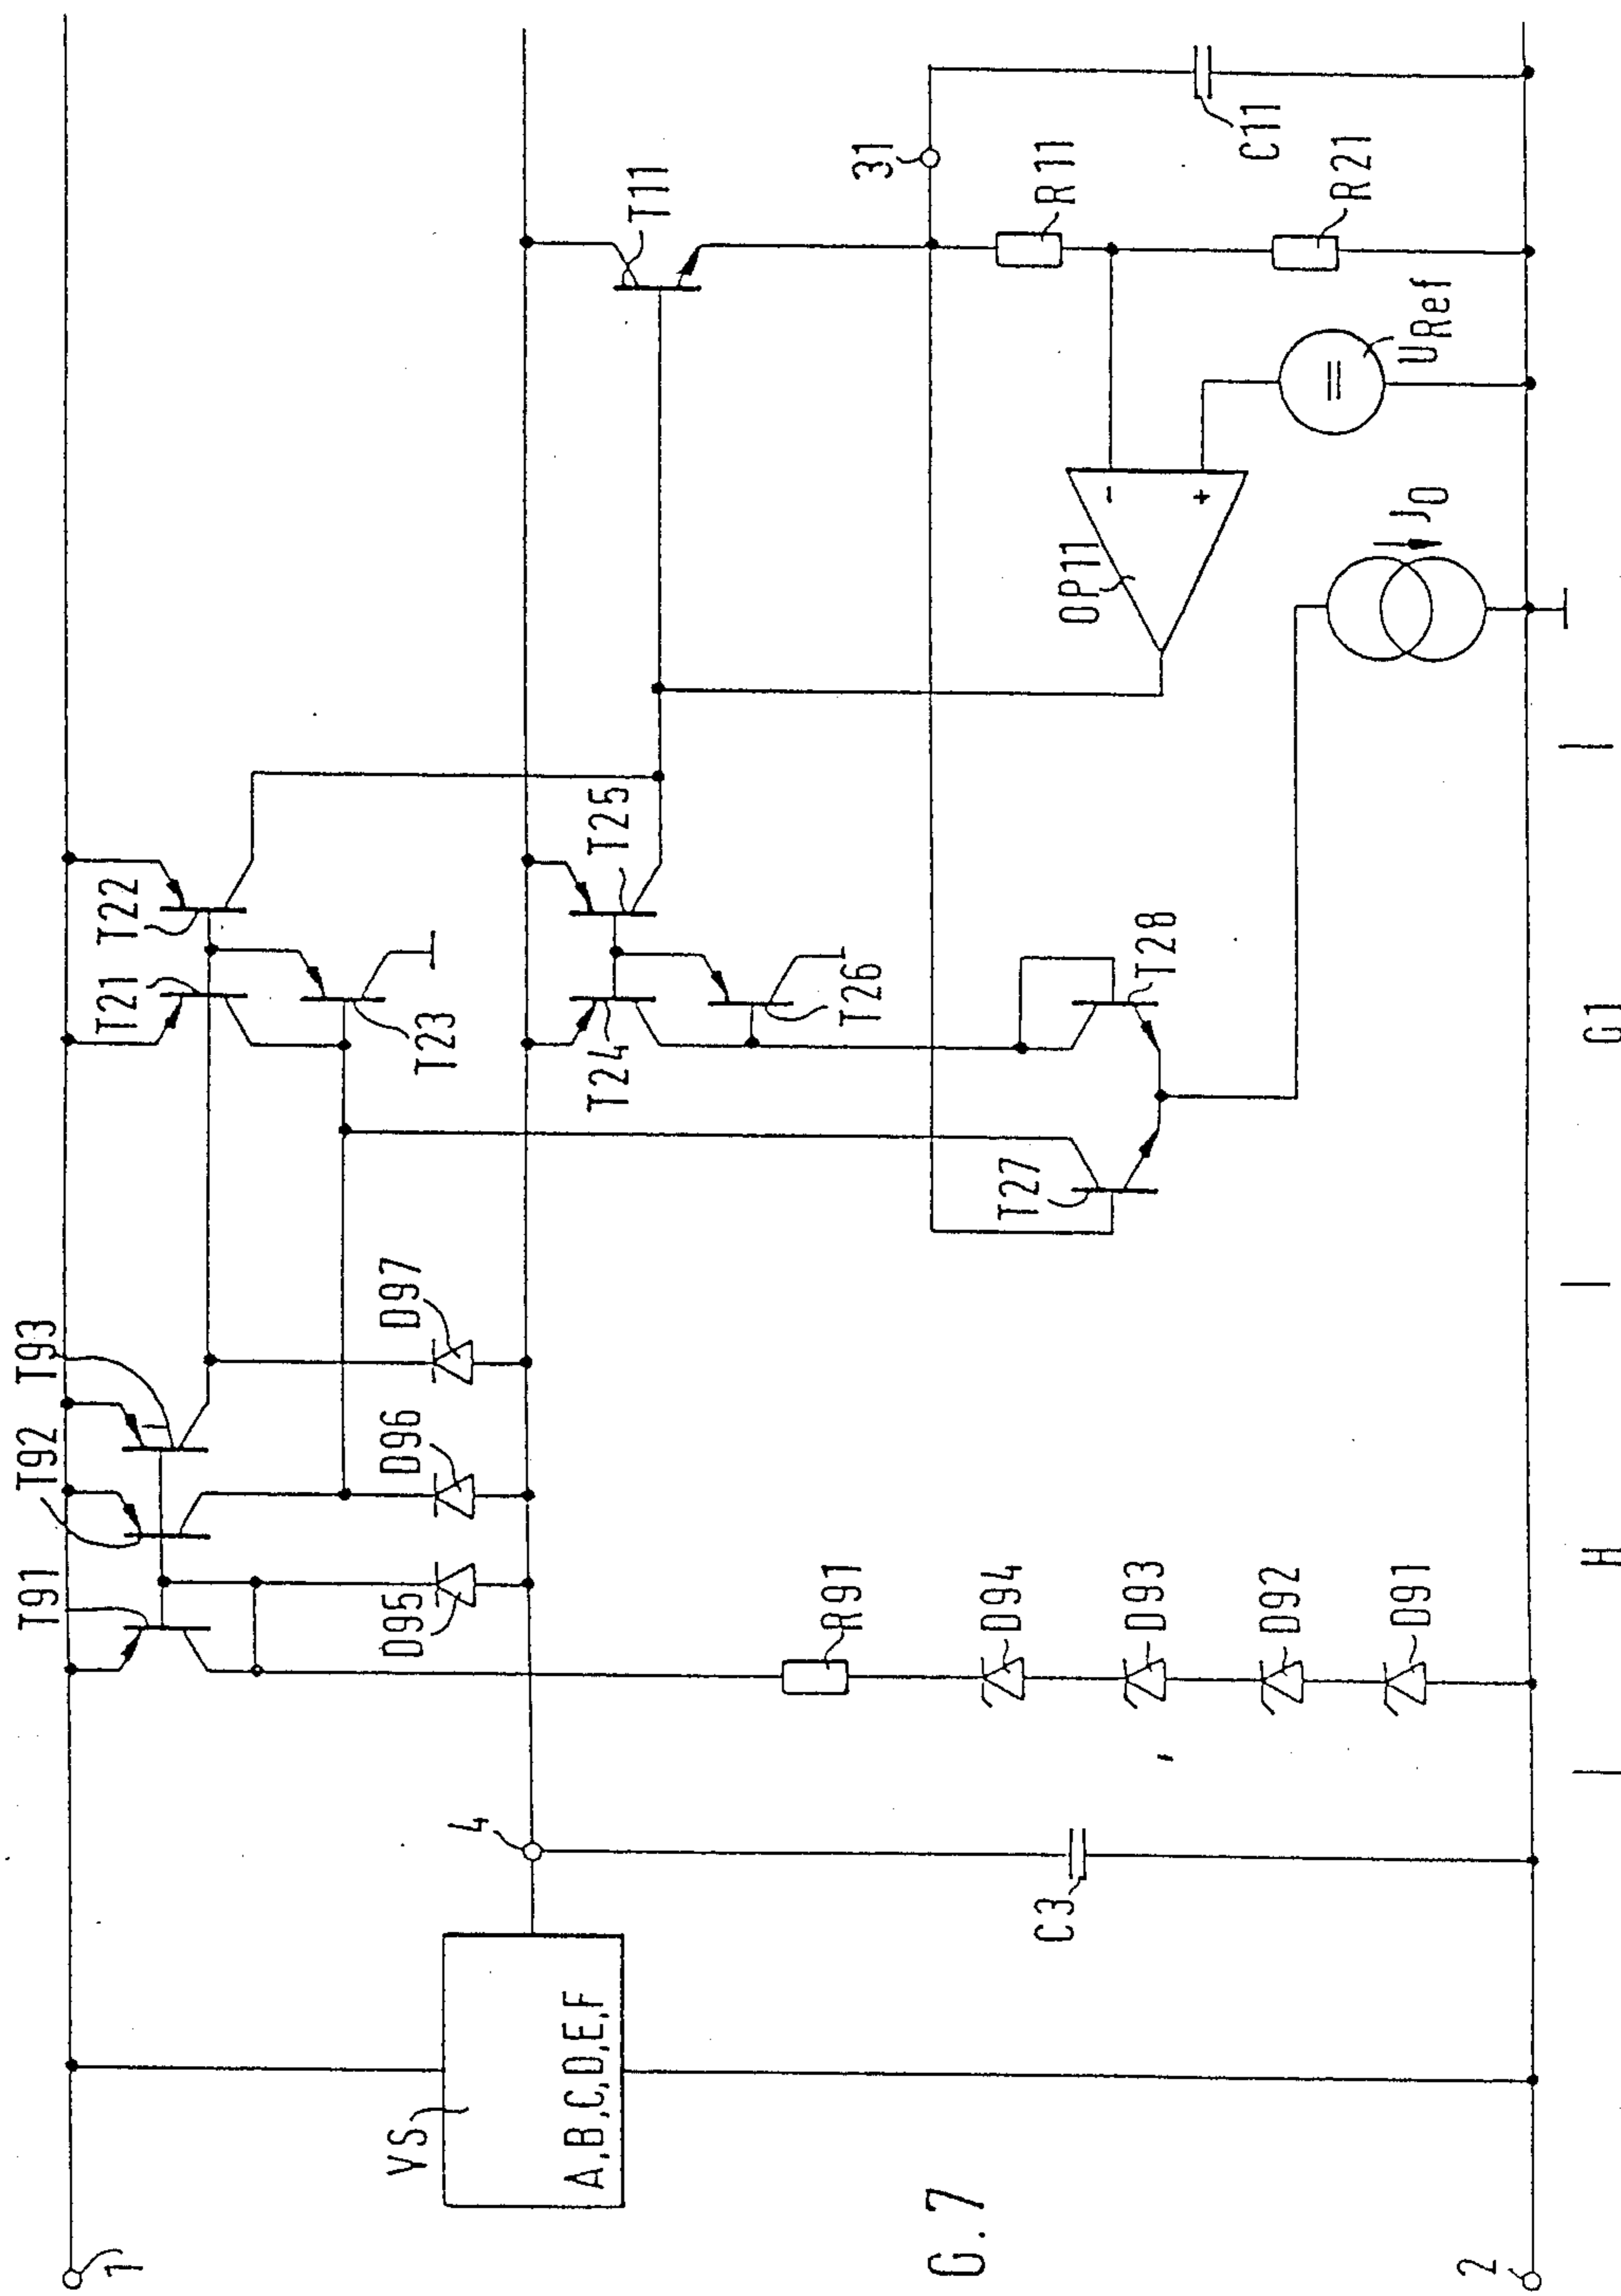 1
VS
A,B,C,D,E,F
4
C3
T91
T92
T93
D95
D96
D97
R91
D94
D93
D92
D91
T21
T22
T23
T24
T25
T26
T27
T28
T11
31
R11
R21
C11
OP11
-
+
=
URef
J0
2
H
G1
G.7